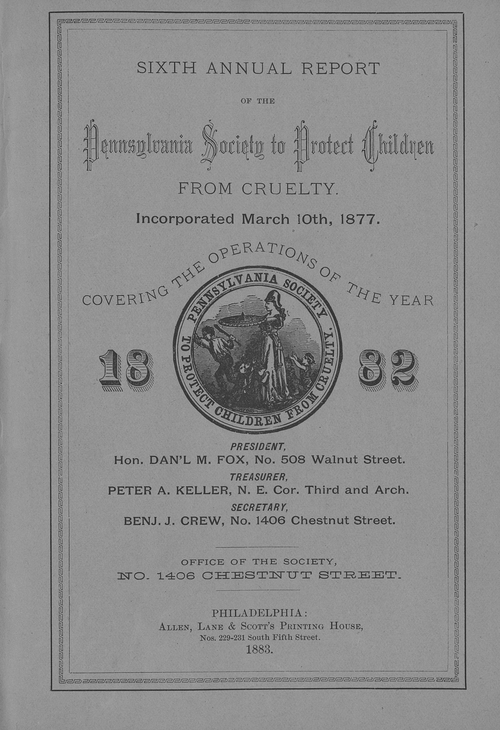 SIXTH ANNUAL REPORT
OF THE
Pennsylvania Society to Protect Children
FROM CRUELTY.
Incorporated March 10th, 1877.
COVERING THE OPERATIONS OF THE YEAR
PENNSYLVANIA SOCIETY
TO PROTECT CHILDREN FROM CRUELTY.
1882
PRESIDENT,
Hon. DAN'L M. FOX, No. 508 Walnut Street.
TREASURER,
PETER A. KELLER, N. E. Cor. Third and Arch.
SECRETARY,
BENJ. J. CREW, No. 1406 Chestnut Street.
OFFICE OF THE SOCIETY,
NO. 1406 CHESTNUT STREET.
PHILADELPHIA:
ALLEN, LANE & SCOTT'S PRINTING HOUSE,
Nos. 229-231 South Fifth Street.
1883.